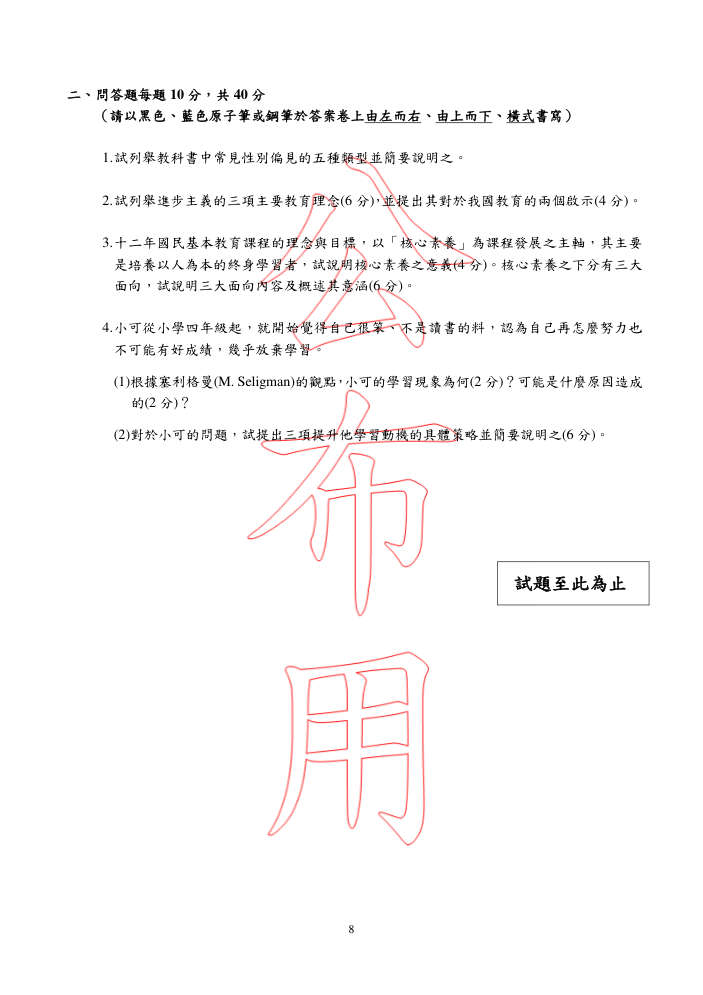 二、問答題每題 10 分，共 40 分
（請以黑色、藍色原子筆或鋼筆於答案卷上由左而右、由上而下、橫式書寫）
1.試列舉教科書中常見性別偏見的五種類型並簡要說明之。
2.試列舉進步主義的三項主要教育理念(6 分)，並提出其對於我國教育的兩個啟示(4 分)。
3.十二年國民基本教育課程的理念與目標，以「核心素養」為課程發展之主軸，其主要
是培養以人為本的終身學習者，試說明核心素養之意義(4 分)。核心素養之下分有三大
面向，試說明三大面向內容及概述其意涵(6 分)。
4.小可從小學四年級起，就開始覺得自己很笨、不是讀書的料，認為自己再怎麼努力也
不可能有好成績，幾乎放棄學習。
(1)根據塞利格曼(M. Seligman)的觀點，小可的學習現象為何(2 分)？可能是什麼原因造成
的(2 分)？
(2)對於小可的問題，試提出三項提升他學習動機的具體策略並簡要說明之(6 分)。
試題至此為止
公
布
用
8